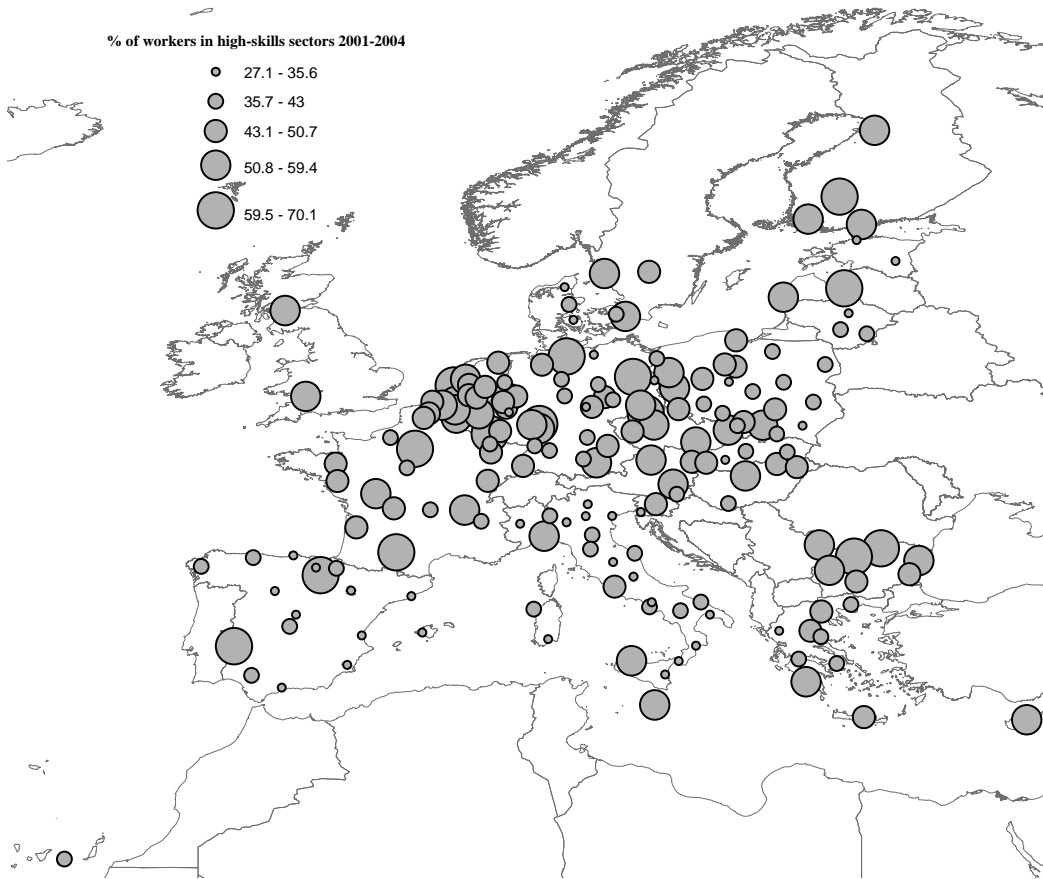 % of workers in high-skills sectors 2001-2004
27.1 - 35.6
35.7 - 43
43.1 - 50.7
50.8 - 59.4
59.5 - 70.1